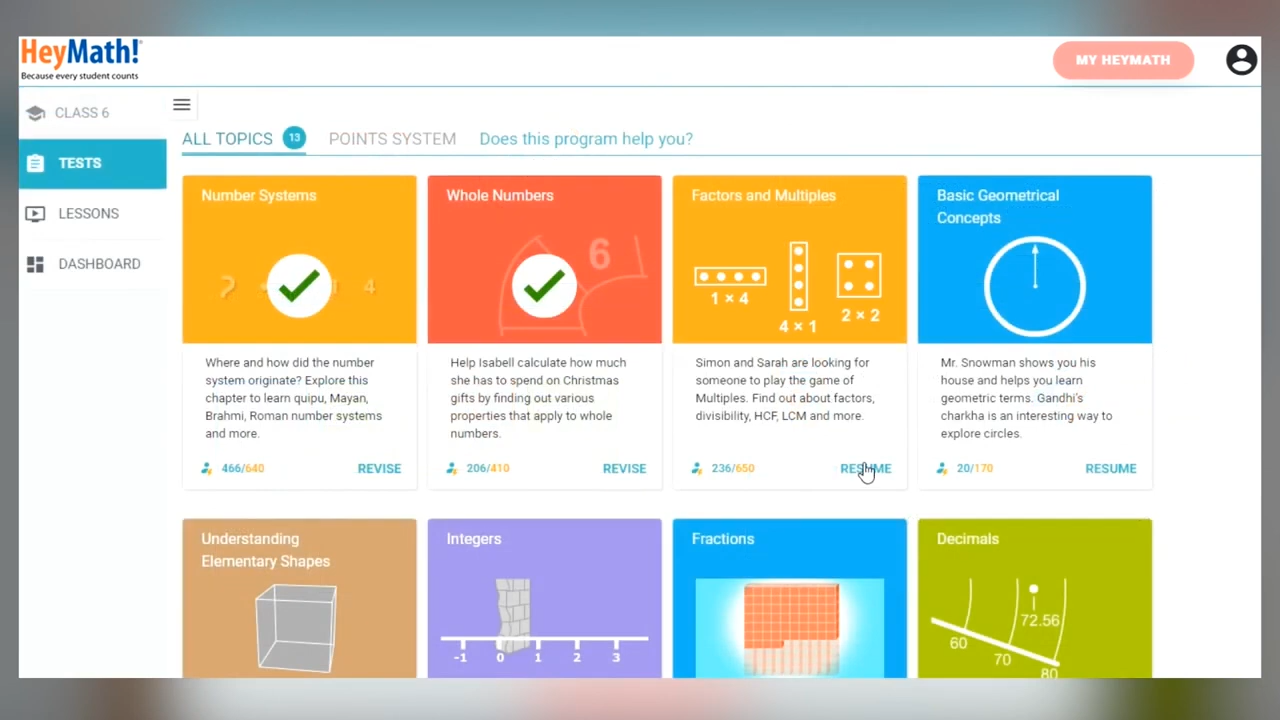 HeyMath!
Because every student counts
MY HEYMATH
CLASS 6
TESTS
LESSONS
DASHBOARD
ALL TOPICS 13 POINTS SYSTEM Does this program help you?
Number Systems
? 4
Where and how did the number
system originate? Explore this
chapter to learn quipu, Mayan,
Brahmi, Roman number systems
and more.
466/640 REVISE
Whole Numbers
6
Help Isabell calculate how much
she has to spend on Christmas
gifts by finding out various
properties that apply to whole
numbers.
206/410 REVISE
Factors and Multiples
1 × 4
4 × 1
2 × 2
Simon and Sarah are looking for
someone to play the game of
Multiples. Find out about factors,
divisibility, HCF, LCM and more.
236/650 RESUME
Basic Geometrical
Concepts
Mr. Snowman shows you his
house and helps you learn
geometric terms. Gandhi's
charkha is an interesting way to
explore circles.
20/170 RESUME
Understanding
Elementary Shapes
Integers
-1 0 1 2 3
Fractions
Decimals
72.56
60
70
80